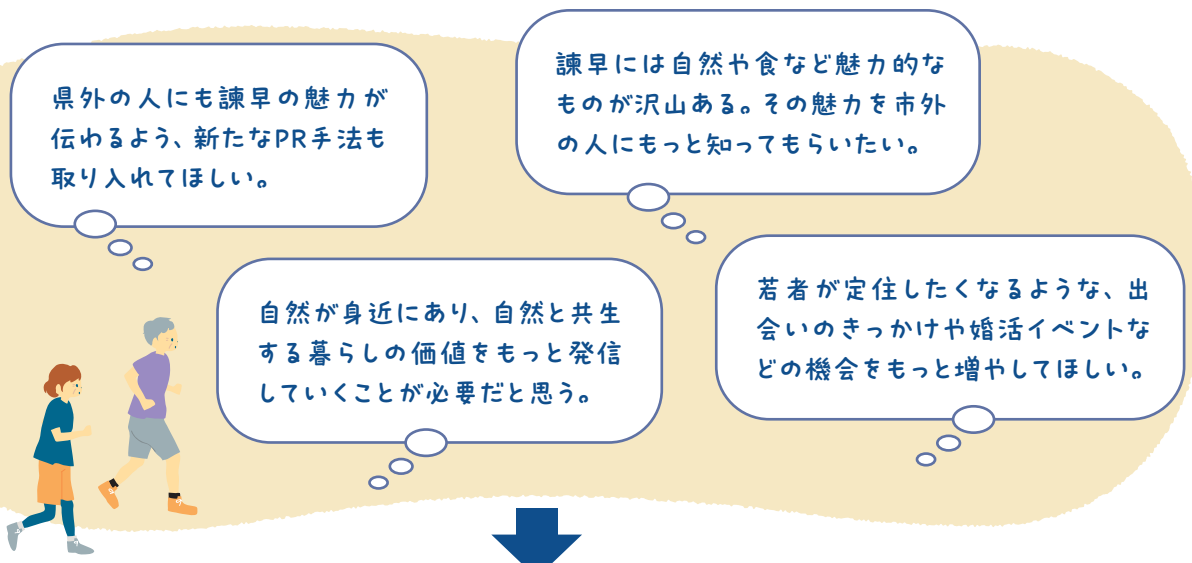 県外の人にも諫早の魅力が
伝わるよう、新たなPR手法も
取り入れてほしい。
諫早には自然や食など魅力的な
ものが沢山ある。その魅力を市外
の人にもっと知ってもらいたい。
自然が身近にあり、自然と共生
する暮らしの価値をもっと発信
していくことが必要だと思う。
若者が定住したくなるような、出
会いのきっかけや婚活イベントな
どの機会をもっと増やしてほしい。